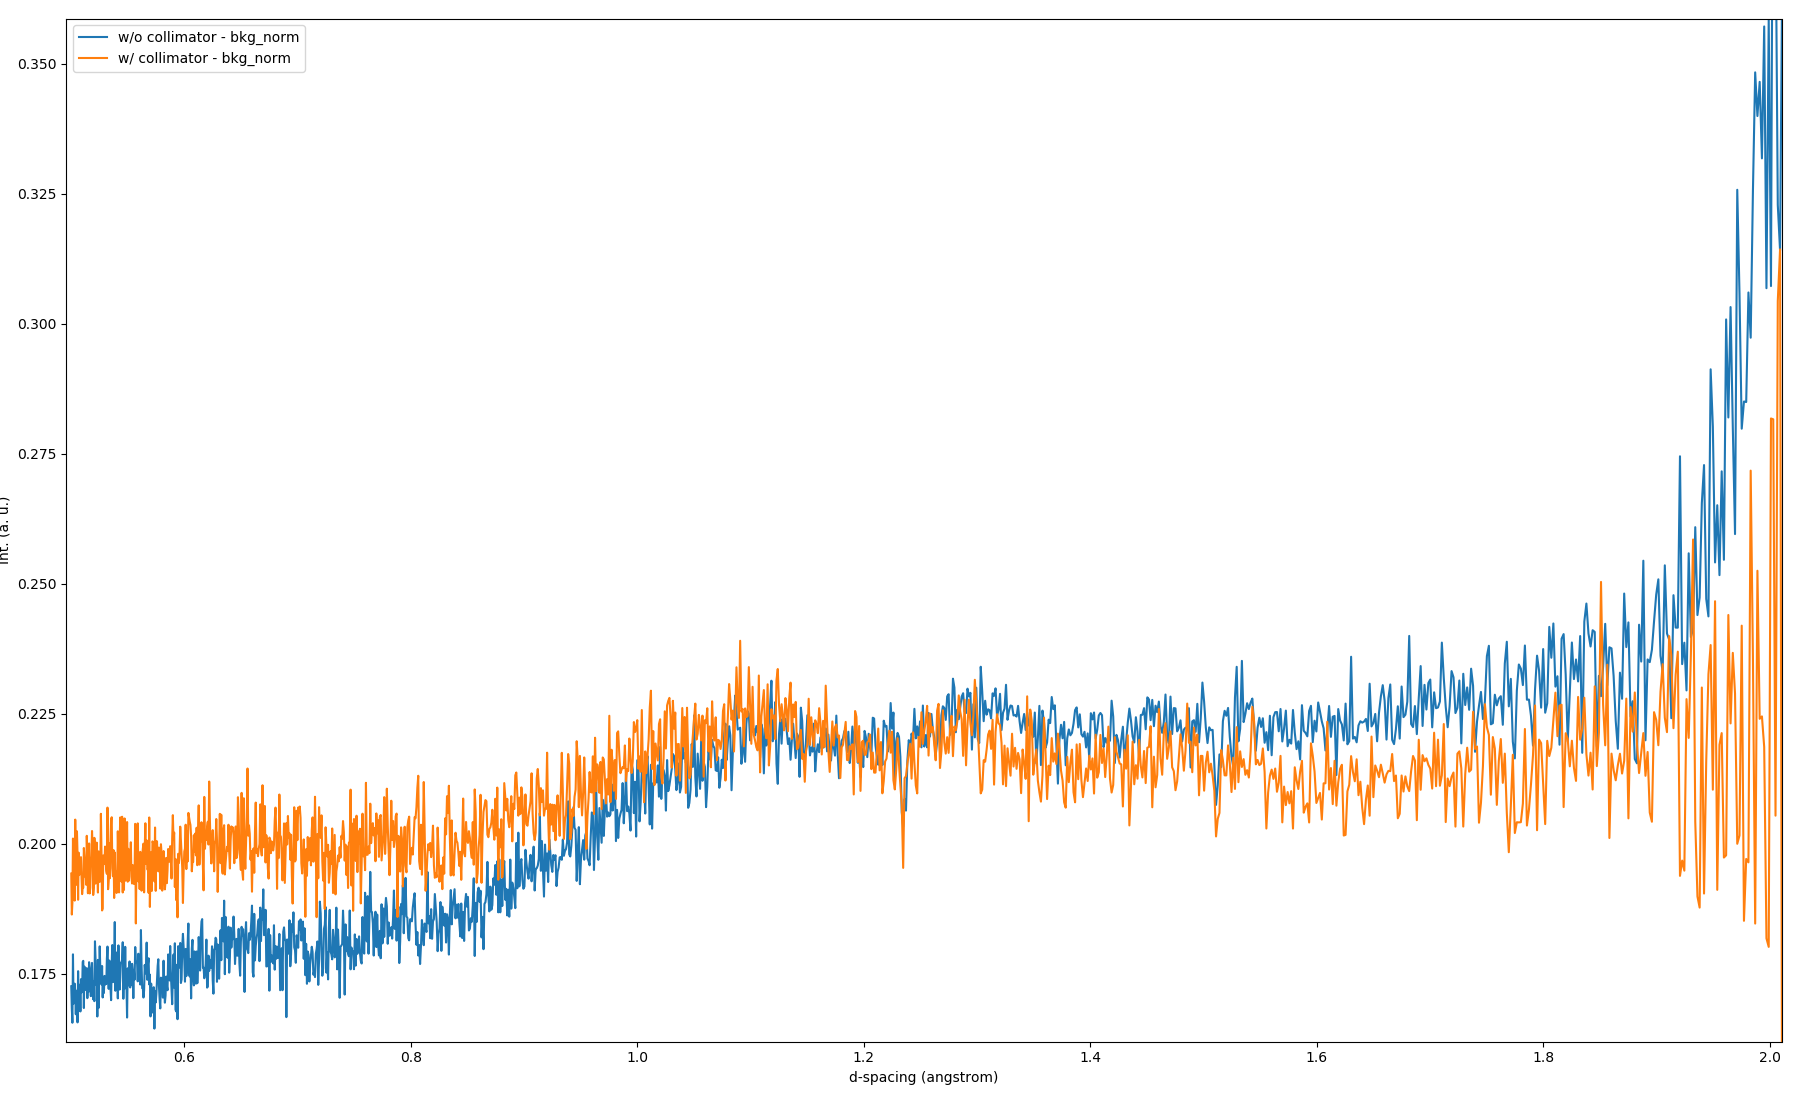 w/o collimator - bkg_norm
w/ collimator - bkg_norm
0.350
0.325
0.300
0.275
0.250
0.225
0.200
0.175
Int. (a. u.)
0.6 0.8 1.0 1.2 1.4 1.6 1.8 2.0
d-spacing (angstrom)